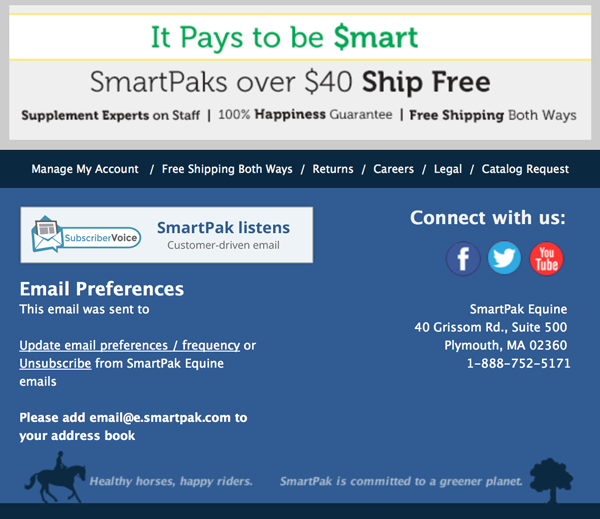 It Pays to be $mart
SmartPaks over $40 Ship Free
Supplement Experts on Staff | 100% Happiness Guarantee | Free Shipping Both Ways
Manage My Account / Free Shipping Both Ways / Returns / Careers / Legal / Catalog Request
SubscriberVoice
SmartPak listens
Customer-driven email
Connect with us:
f
You
Tube
Email Preferences
This email was sent to
Update email preferences / frequency or
Unsubscribe from SmartPak Equine
emails
Please add email@e.smartpak.com to
your address book
SmartPak Equine
40 Grissom Rd., Suite 500
Plymouth, MA 02360
1-888-752-5171
Healthy horses, happy riders.
SmartPak is committed to a greener planet.